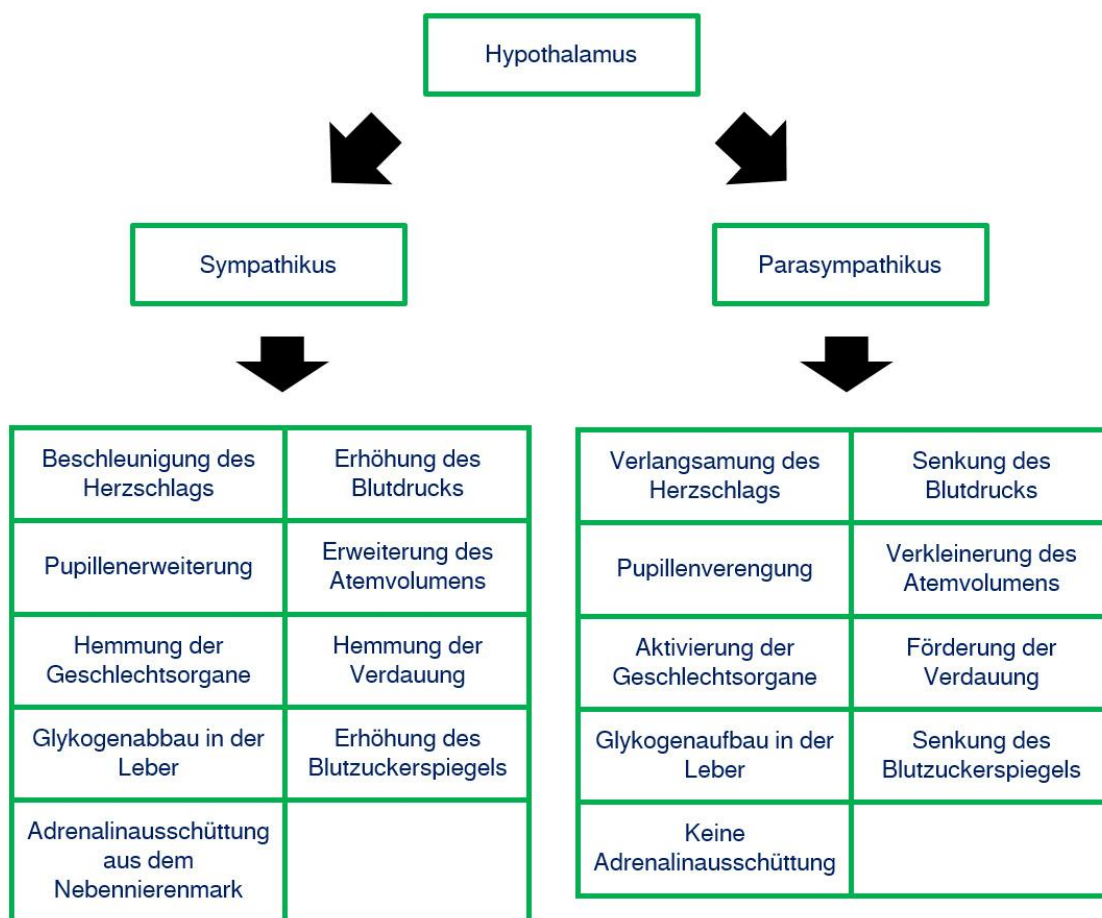 Hypothalamus
Sympathikus
Parasympathikus
Beschleunigung des
Herzschlags
Erhöhung des
Blutdrucks
Pupillenerweiterung
Erweiterung des
Atemvolumens
Hemmung der
Geschlechtsorgane
Hemmung der
Verdauung
Glykogenabbau in der
Leber
Erhöhung des
Blutzuckerspiegels
Adrenalinausschüttung
aus dem
Nebennierenmark
Verlangsamung des
Herzschlags
Senkung des
Blutdrucks
Pupillenverengung
Verkleinerung des
Atemvolumens
Aktivierung der
Geschlechtsorgane
Förderung der
Verdauung
Glykogenaufbau in der
Leber
Senkung des
Blutzuckerspiegels
Keine
Adrenalinausschüttung